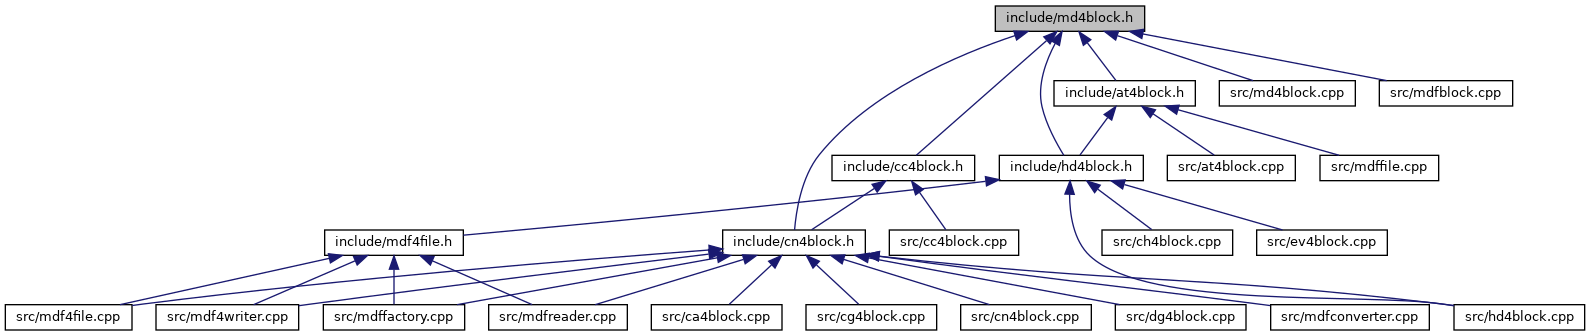 include/md4block.h
include/at4block.h
src/md4block.cpp
src/mdfblock.cpp
include/cc4block.h
include/hd4block.h
src/at4block.cpp
src/mdffile.cpp
include/mdf4file.h
include/cn4block.h
src/cc4block.cpp
src/ch4block.cpp
src/ev4block.cpp
src/mdf4file.cpp
src/mdf4writer.cpp
src/mdffactory.cpp
src/mdfreader.cpp
src/ca4block.cpp
src/cg4block.cpp
src/cn4block.cpp
src/dg4block.cpp
src/mdfconverter.cpp
src/hd4block.cpp